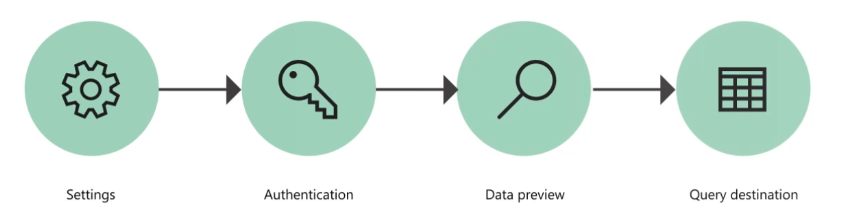 Settings
Authentication
Data preview
Query destination